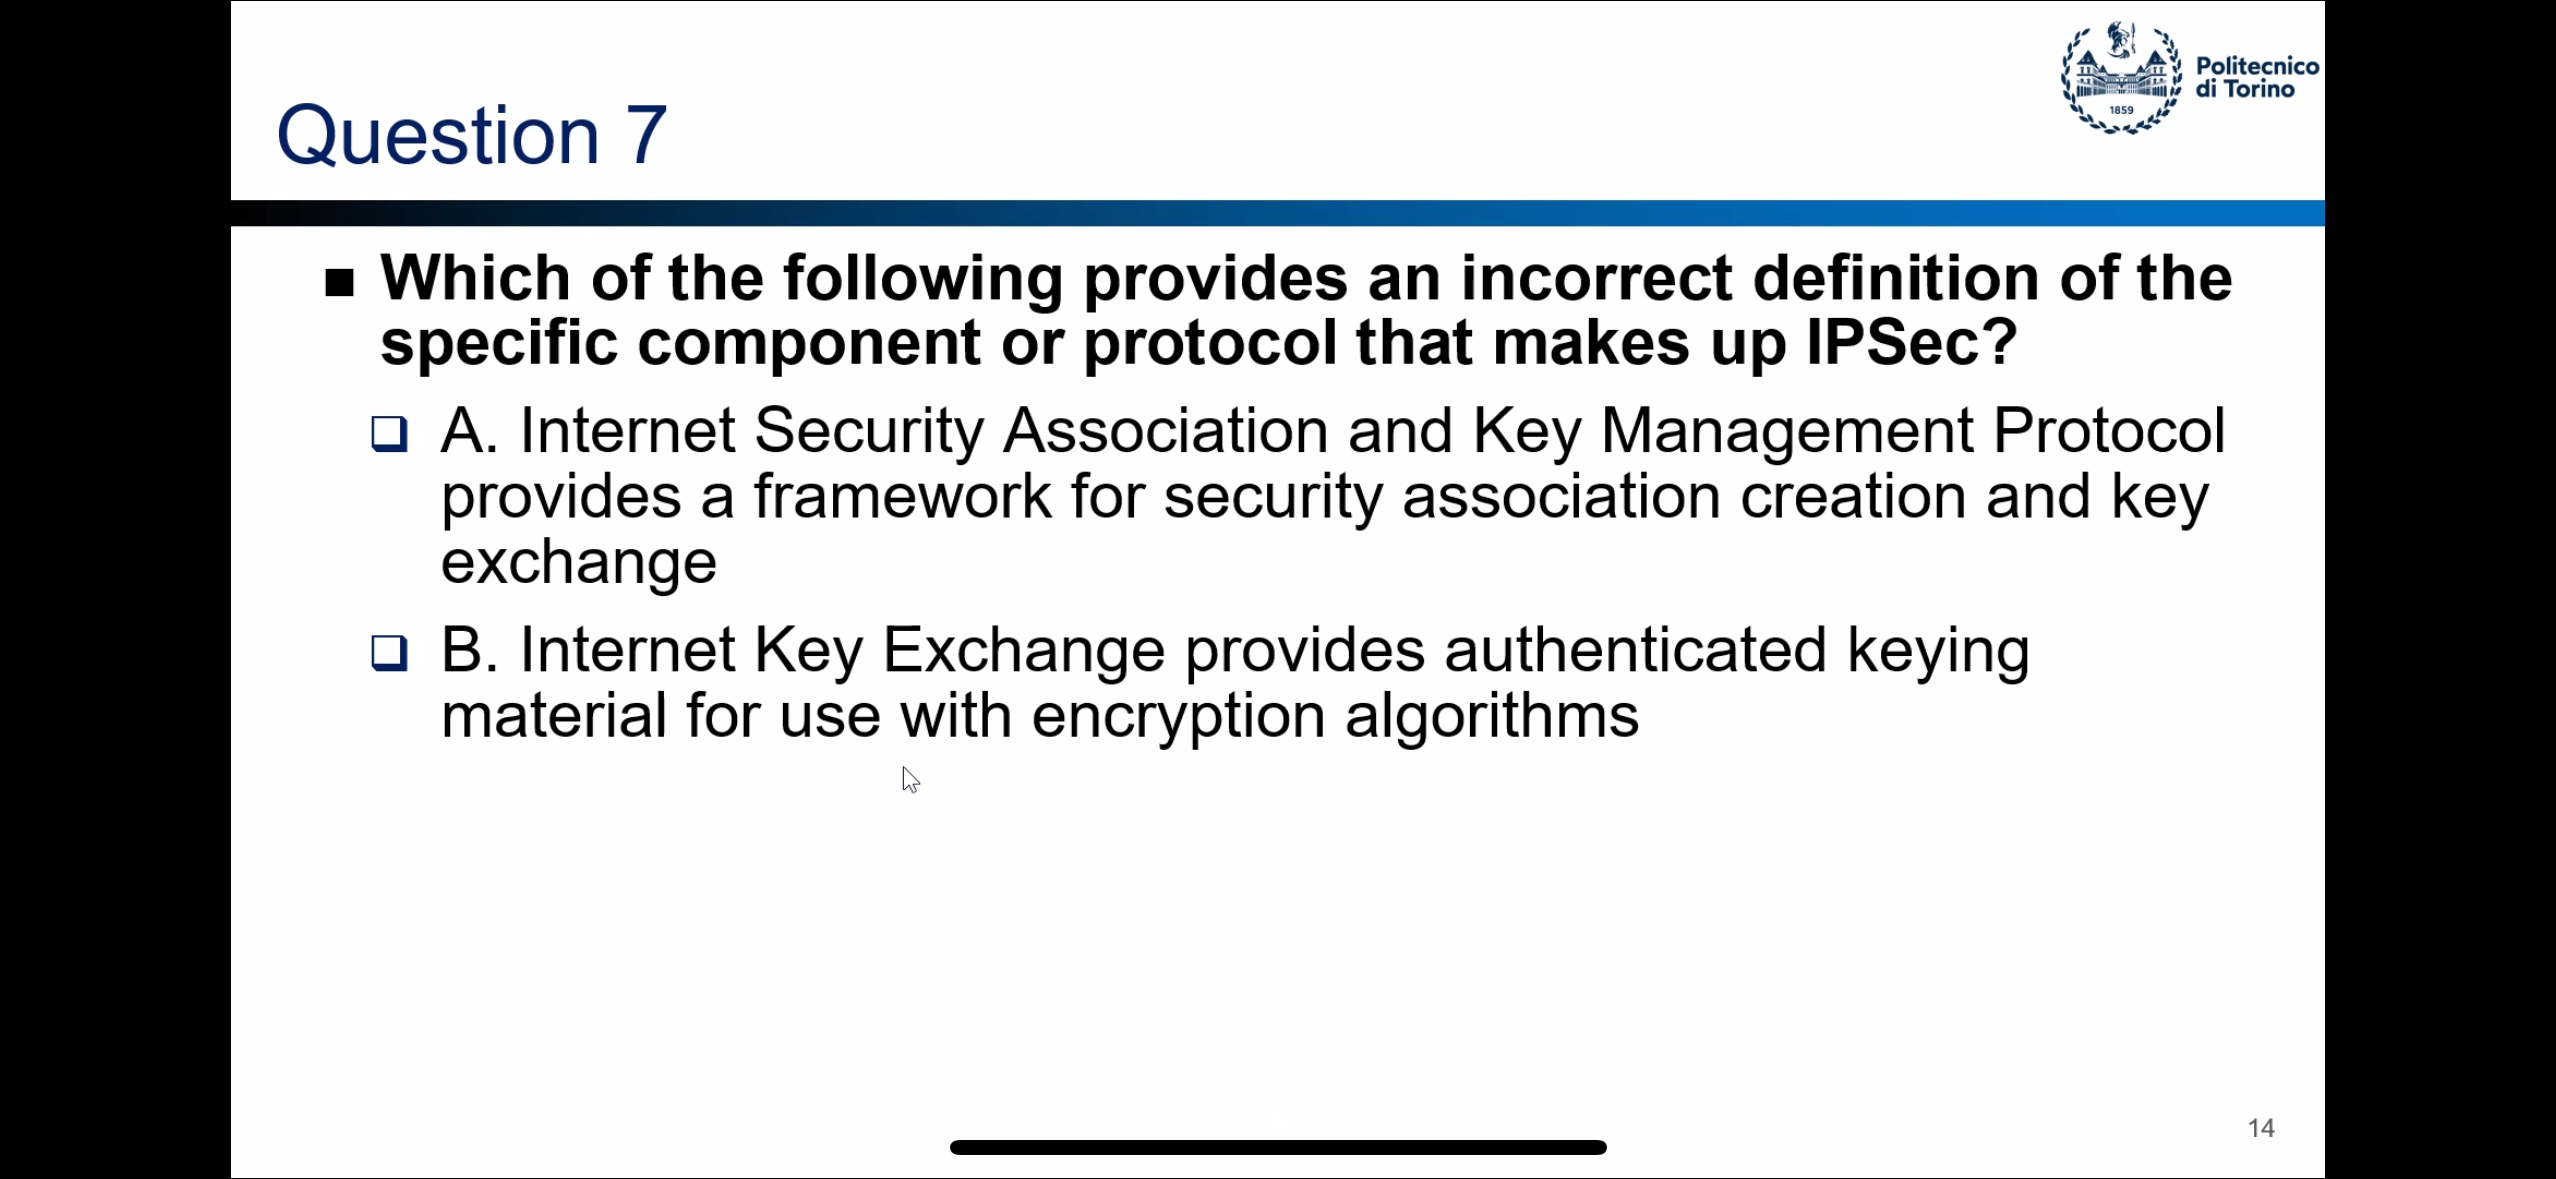 Politecnico
di Torino
1859
Question 7
Which of the following provides an incorrect definition of the
specific component or protocol that makes up IPSec?
A. Internet Security Association and Key Management Protocol
provides a framework for security association creation and key
exchange
B. Internet Key Exchange provides authenticated keying
material for use with encryption algorithms
14